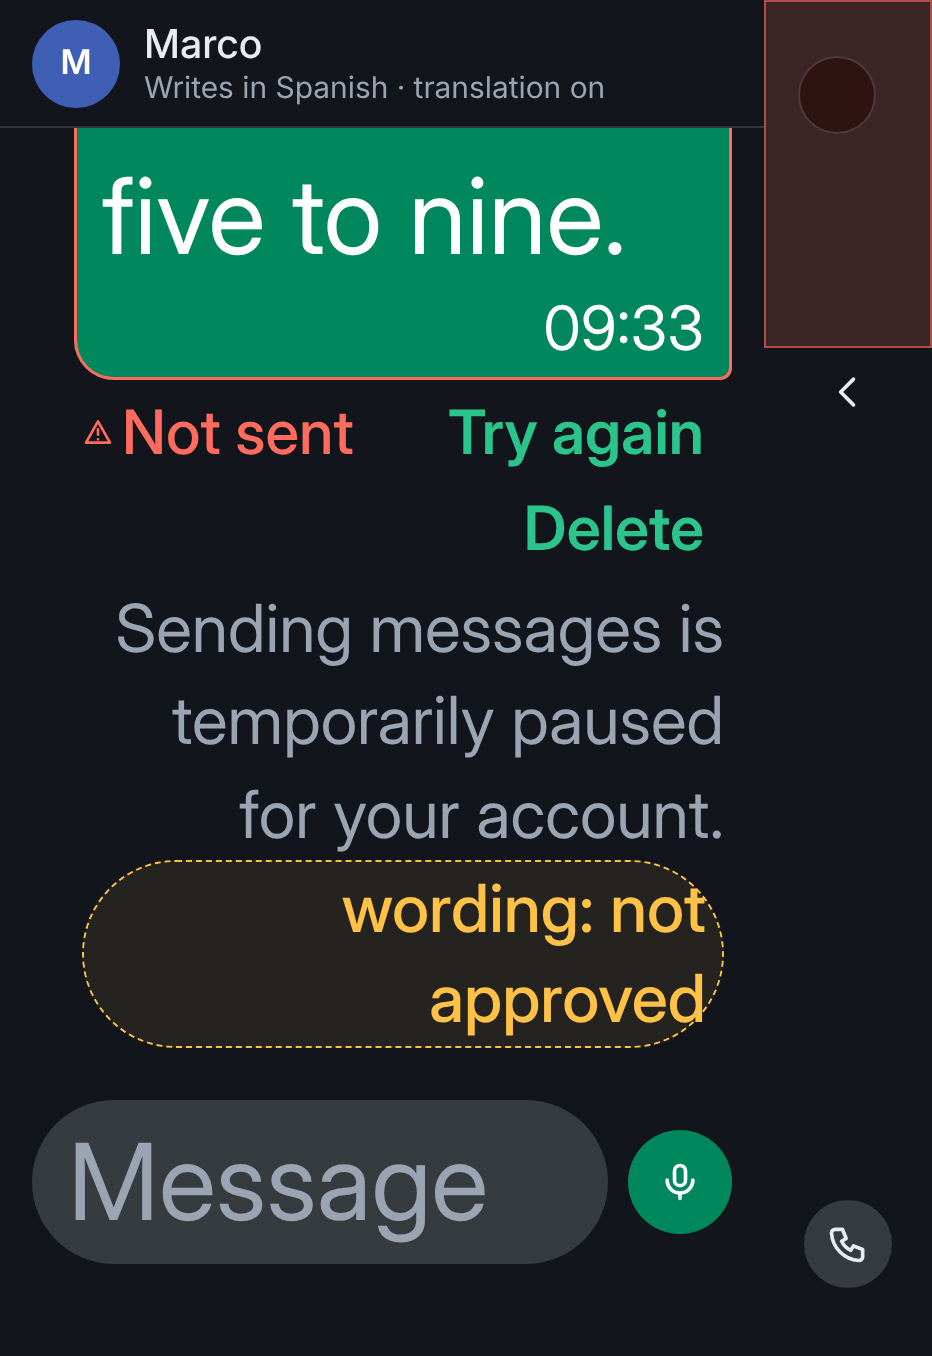 M
Marco
Writes in Spanish · translation on
five to nine.
09:33
Not sent
Try again
Delete
Sending messages is
temporarily paused
for your account.
wording: not
approved
Message